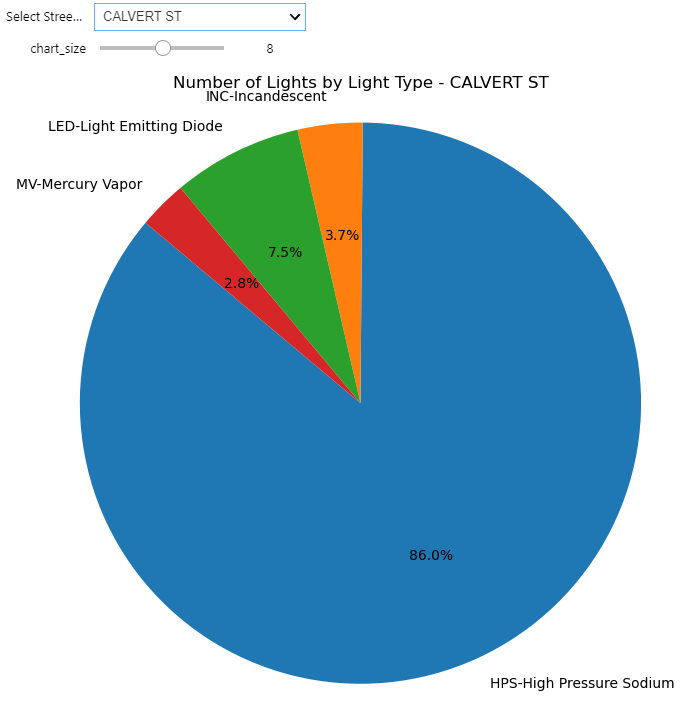 Select Stree... CALVERT ST
chart_size 8
Number of Lights by Light Type - CALVERT ST
INC-Incandescent
LED-Light Emitting Diode
MV-Mercury Vapor
3.7%
7.5%
2.8%
86.0%
HPS-High Pressure Sodium